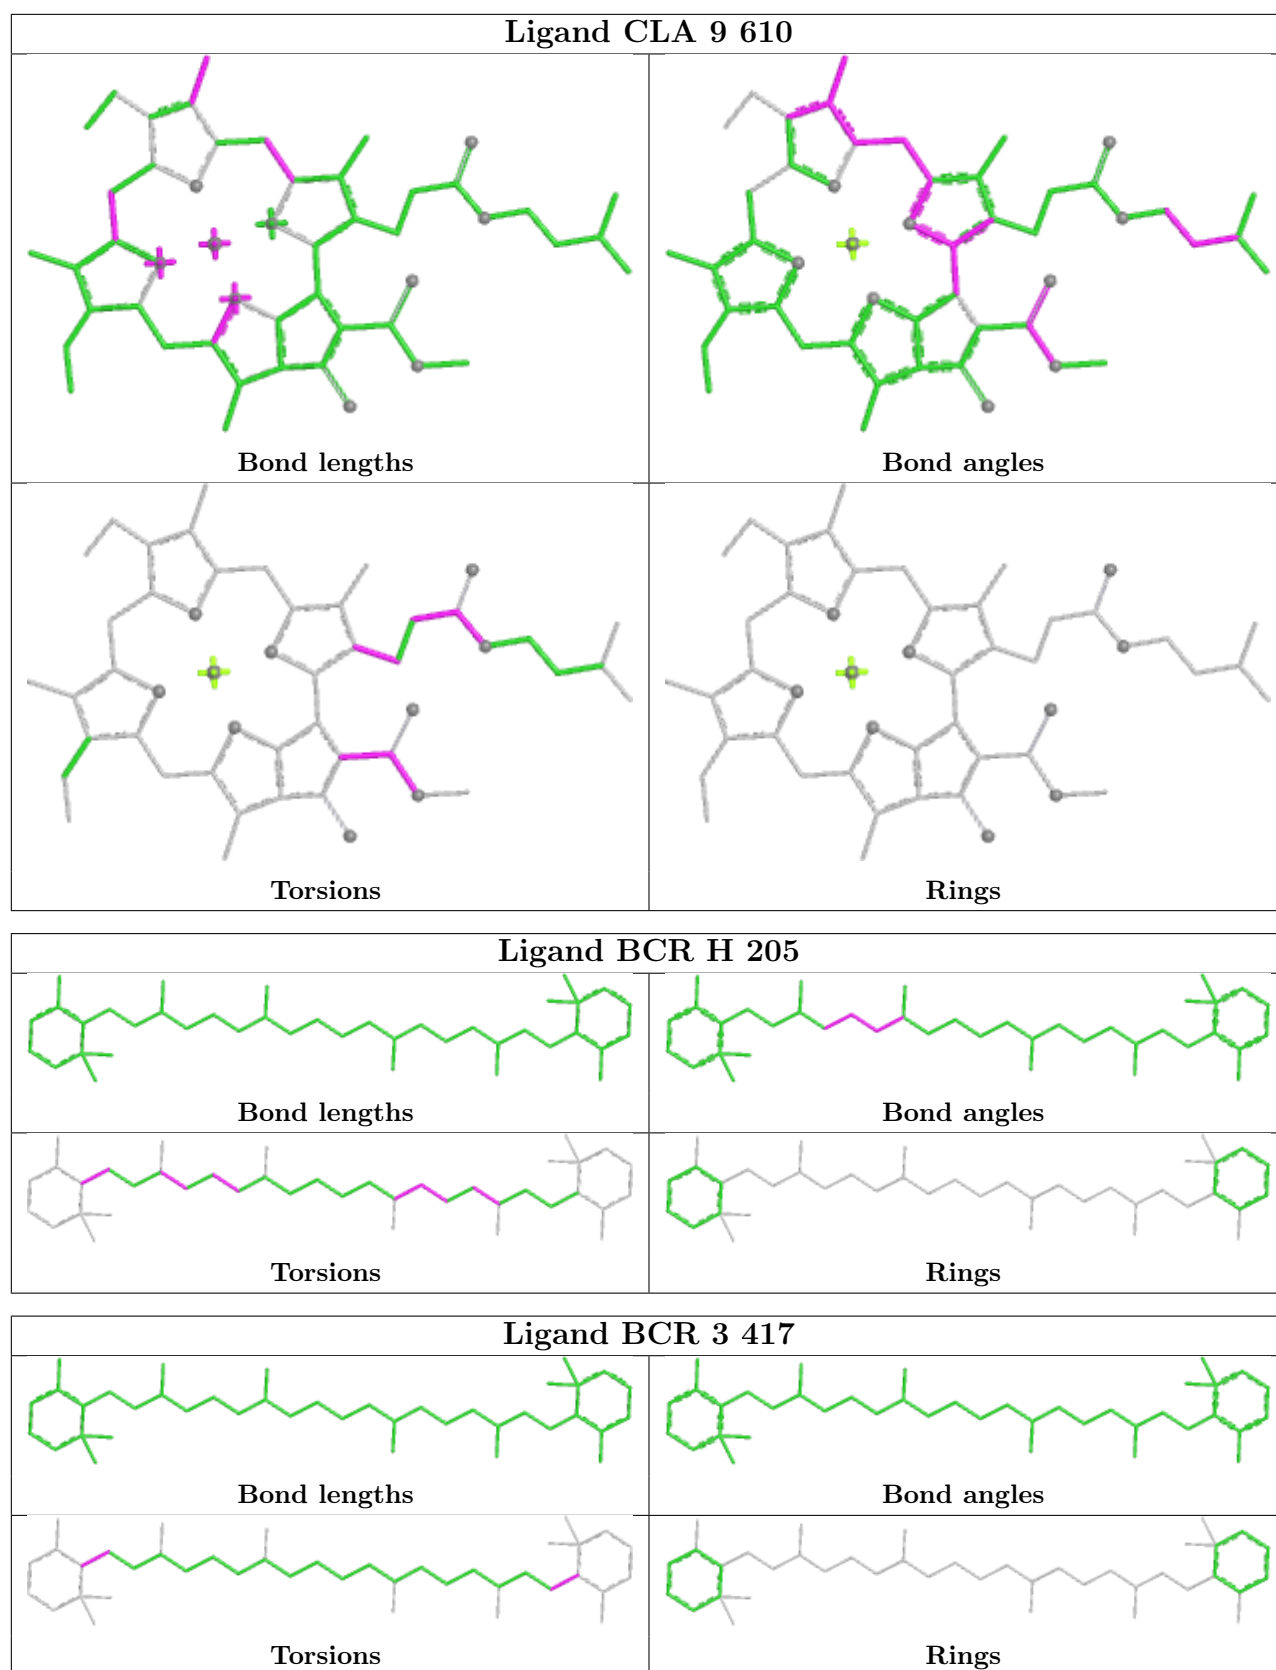 Ligand CLA 9 610
Bond lengths
Bond angles
Torsions
Rings
Ligand BCR H 205
Bond lengths
Bond angles
Torsions
Rings
Ligand BCR 3 417
Bond lengths
Bond angles
Torsions
Rings